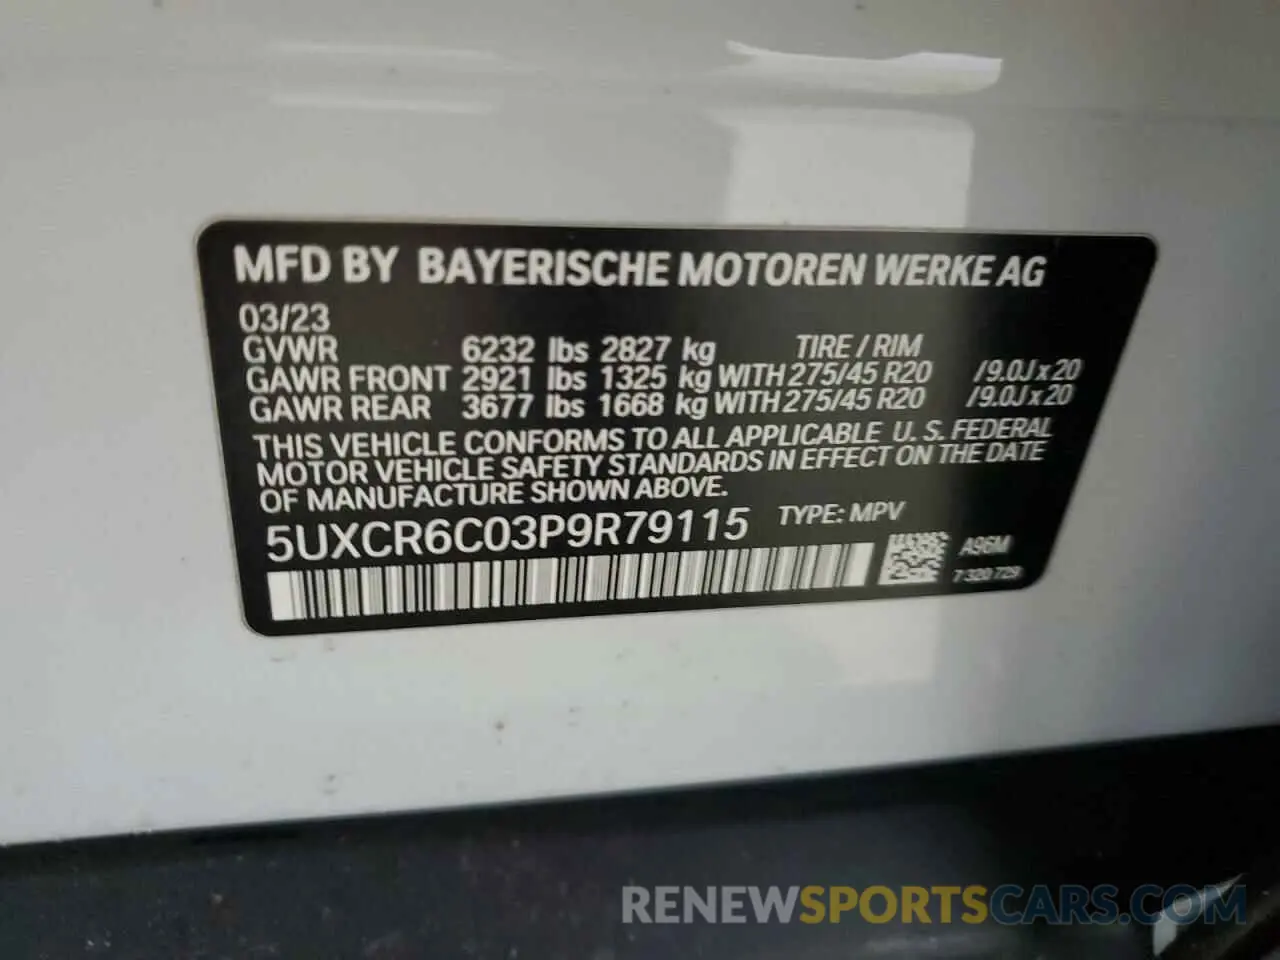 MFD BY BAYERISCHE MOTOREN WERKE AG
03/23
GVWR 6232 lbs 2827 kg TIRE / RIM
GAWR FRONT 2921 lbs 1325 kg WITH 275/45 R20 /9.0J x 20
GAWR REAR 3677 lbs 1668 kg WITH 275/45 R20 /9.0J x 20
THIS VEHICLE CONFORMS TO ALL APPLICABLE U. S. FEDERAL
MOTOR VEHICLE SAFETY STANDARDS IN EFFECT ON THE DATE
OF MANUFACTURE SHOWN ABOVE.
5UXCR6C03P9R79115 TYPE: MPV
A96M
7 320 729
RENEWSPORTSCARS.COM